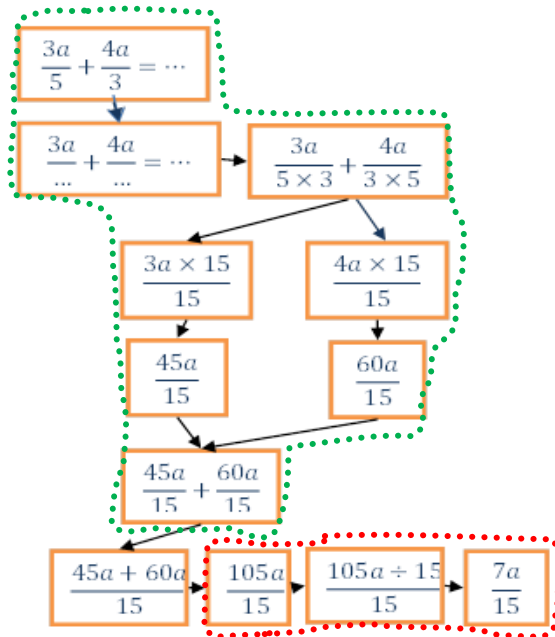 3a/5 + 4a/3 = ⋯
3a/... + 4a/... = ⋯
3a/(5 × 3) + 4a/(3 × 5)
(3a × 15)/15
(4a × 15)/15
45a/15
60a/15
45a/15 + 60a/15
(45a + 60a)/15
105a/15
(105a ÷ 15)/15
7a/15